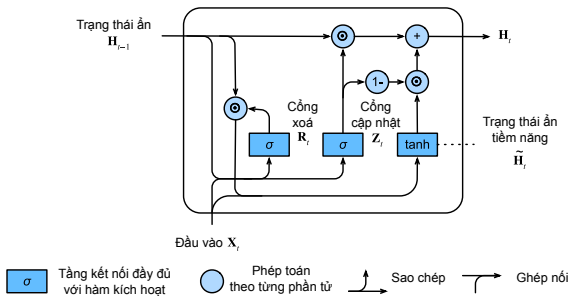 Trạng thái ẩn
H_{t−1}
H_t
1-
Cổng
xoá
R_t
Cổng
cập nhật
Z_t
σ
σ
tanh
Trạng thái ẩn
tiềm năng
H̃_t
Đầu vào X_t
σ
Tầng kết nối đầy đủ
với hàm kích hoạt
Phép toán
theo từng phần tử
Sao chép
Ghép nối